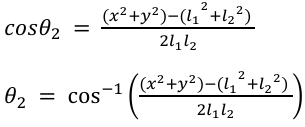 cosθ₂ = ((x²+y²)−(l₁²+l₂²))/(2l₁l₂)
θ₂ = cos⁻¹(((x²+y²)−(l₁²+l₂²))/(2l₁l₂))